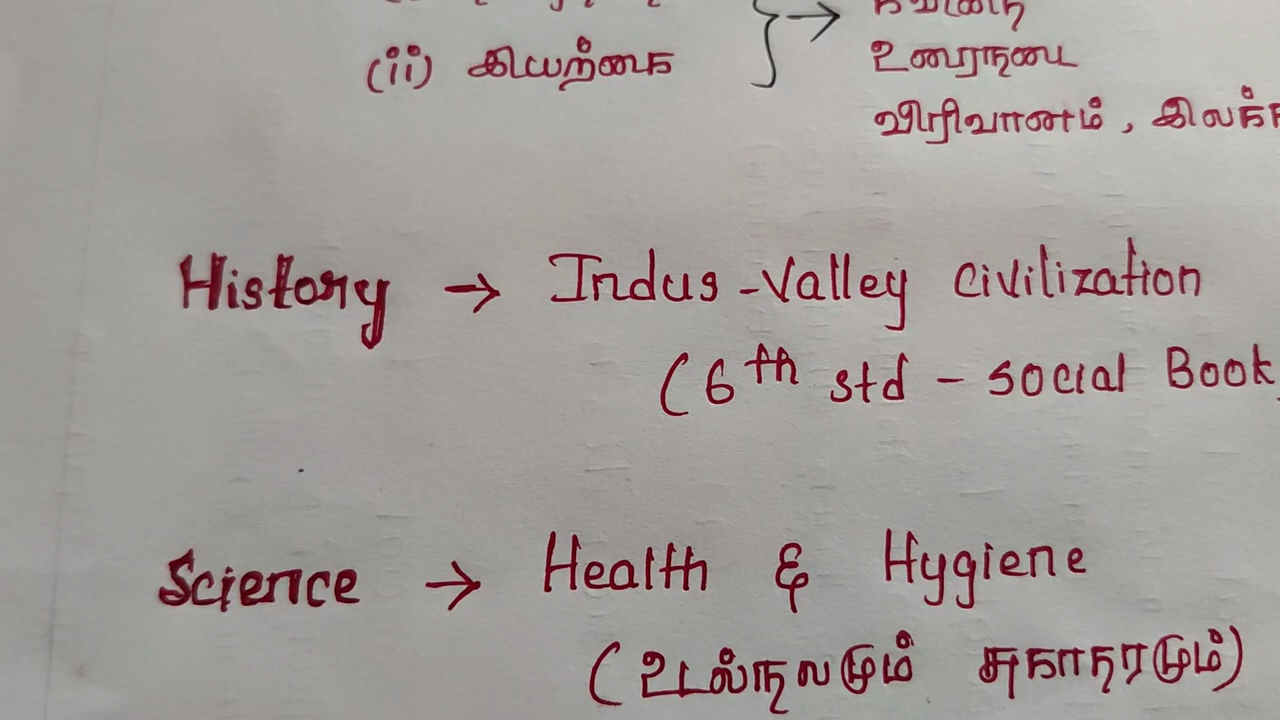 (ii) இயற்கை
உரைநடை
விரிவானம்,
History → Indus -Valley civilization
(6th std - social Book
Science → Health & Hygiene
(உடல்நலமும் சுகாதாரமும்)